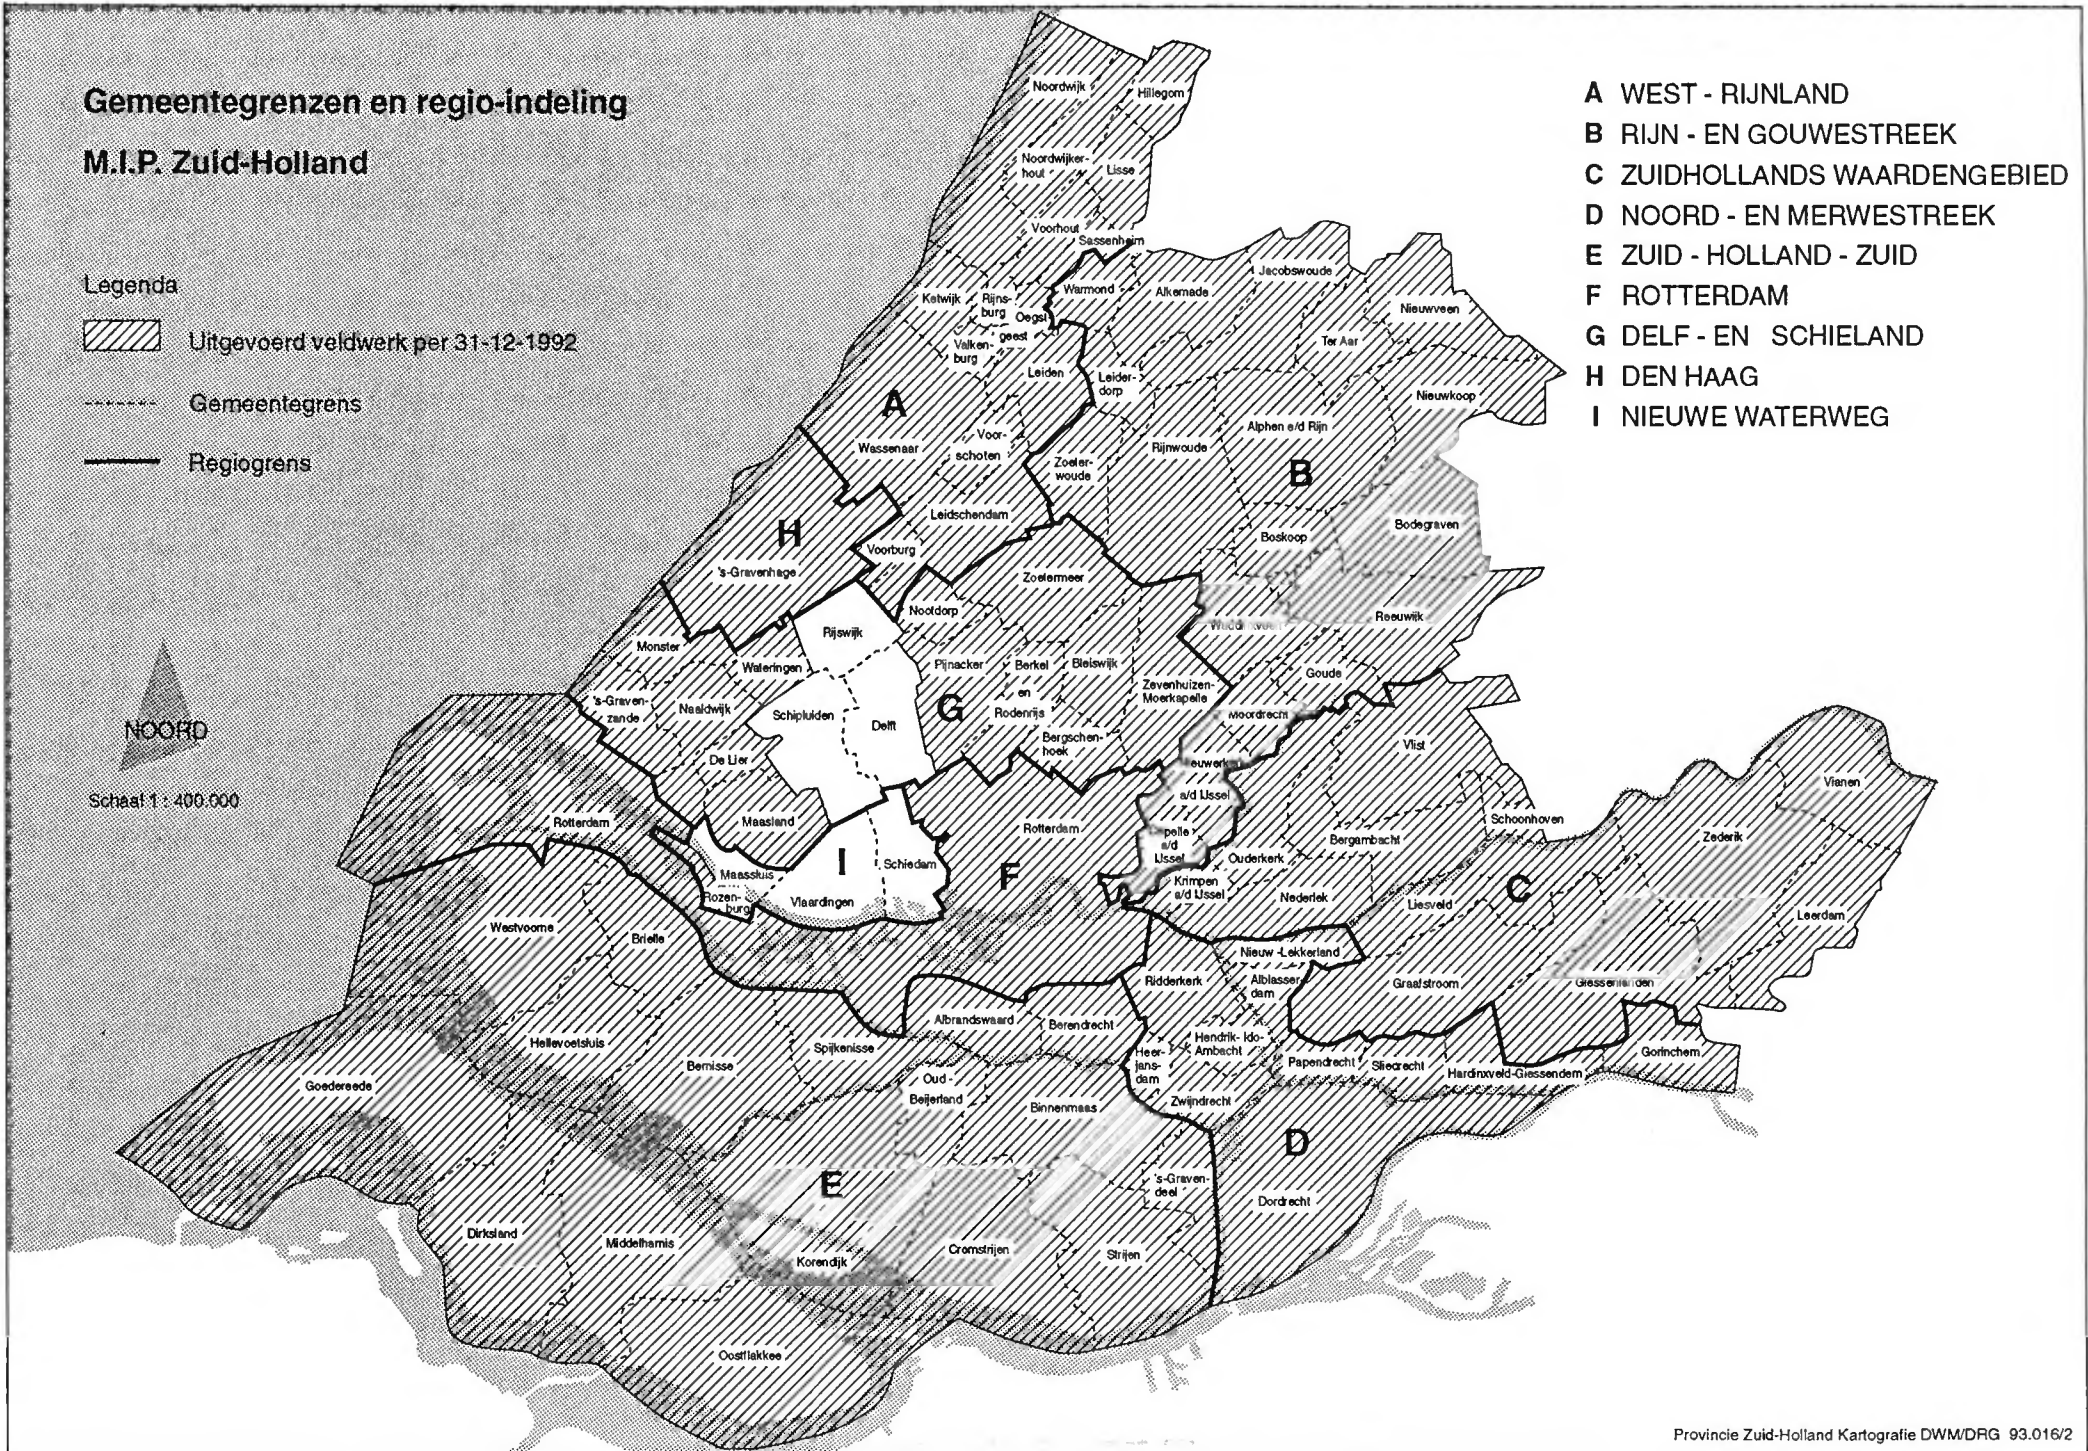 Gemeentegrenzen en regio-indeling
M.I.P. Zuid-Holland
Legenda
Uitgevoerd veldwerk per 31-12-1992
Gemeentegrens
Regiogrens
NOORD
Schaal 1 : 400.000
A WEST - RIJNLAND
B RIJN - EN GOUWESTREEK
C ZUIDHOLLANDS WAARDENGEBIED
D NOORD - EN MERWESTREEK
E ZUID - HOLLAND - ZUID
F ROTTERDAM
G DELF - EN SCHIELAND
H DEN HAAG
I NIEUWE WATERWEG
Noordwijk
Hillegom
Noordwijker-
hout
Lisse
Voorhout
Sassenheim
Warmond
Alkemade
Jacobswoude
Nieuwveen
Katwijk
Rijns-
burg
Oegst
geest
Valken-
burg
Ter Aar
Leiden
Leider-
dorp
Nieuwkoop
A
Wassenaar
Voor-
schoten
Zoeter-
woude
Rijnwoude
Alphen a/d Rijn
B
Leidschendam
Bodegraven
Boskoop
H
Voorburg
's-Gravenhage
Zoetermeer
Nootdorp
Reeuwijk
Rijswijk
Monster
Wateringen
Pijnacker
Berkel
en
Rodenrijs
Bleiswijk
Zevenhuizen-
Moerkapelle
Gouda
's-Graven-
zande
Naaldwijk
Schipluiden
Delft
G
Moordrecht
Bergschen-
hoek
Vlist
De Lier
a/d IJssel
Vianen
Rotterdam
Maasland
Rotterdam
Schoonhoven
Zederik
Bergambacht
I
Schiedam
a/d
IJssel
Ouderkerk
Maassluis
F
Krimpen
a/d IJssel
C
Rozen-
burg
Vlaardingen
Nederlek
Liesveld
Leerdam
Westvoorne
Brielle
Nieuw-Lekkerland
Ridderkerk
Alblasser-
dam
Graafstroom
Giessenlanden
Albrandswaard
Berendrecht
Hellevoetsluis
Spijkenisse
Hendrik-Ido-
Ambacht
Heer-
jans-
dam
Papendrecht
Sliedrecht
Hardinxveld-Giessendem
Gorinchem
Bernisse
Goedereede
Oud-
Beijerland
Binnenmaas
Zwijndrecht
D
E
's-Graven-
deel
Dordrecht
Dirksland
Middelharnis
Korendijk
Cromstrijen
Strijen
Oostflakkee
Provincie Zuid-Holland Kartografie DWM/DRG 93.016/2